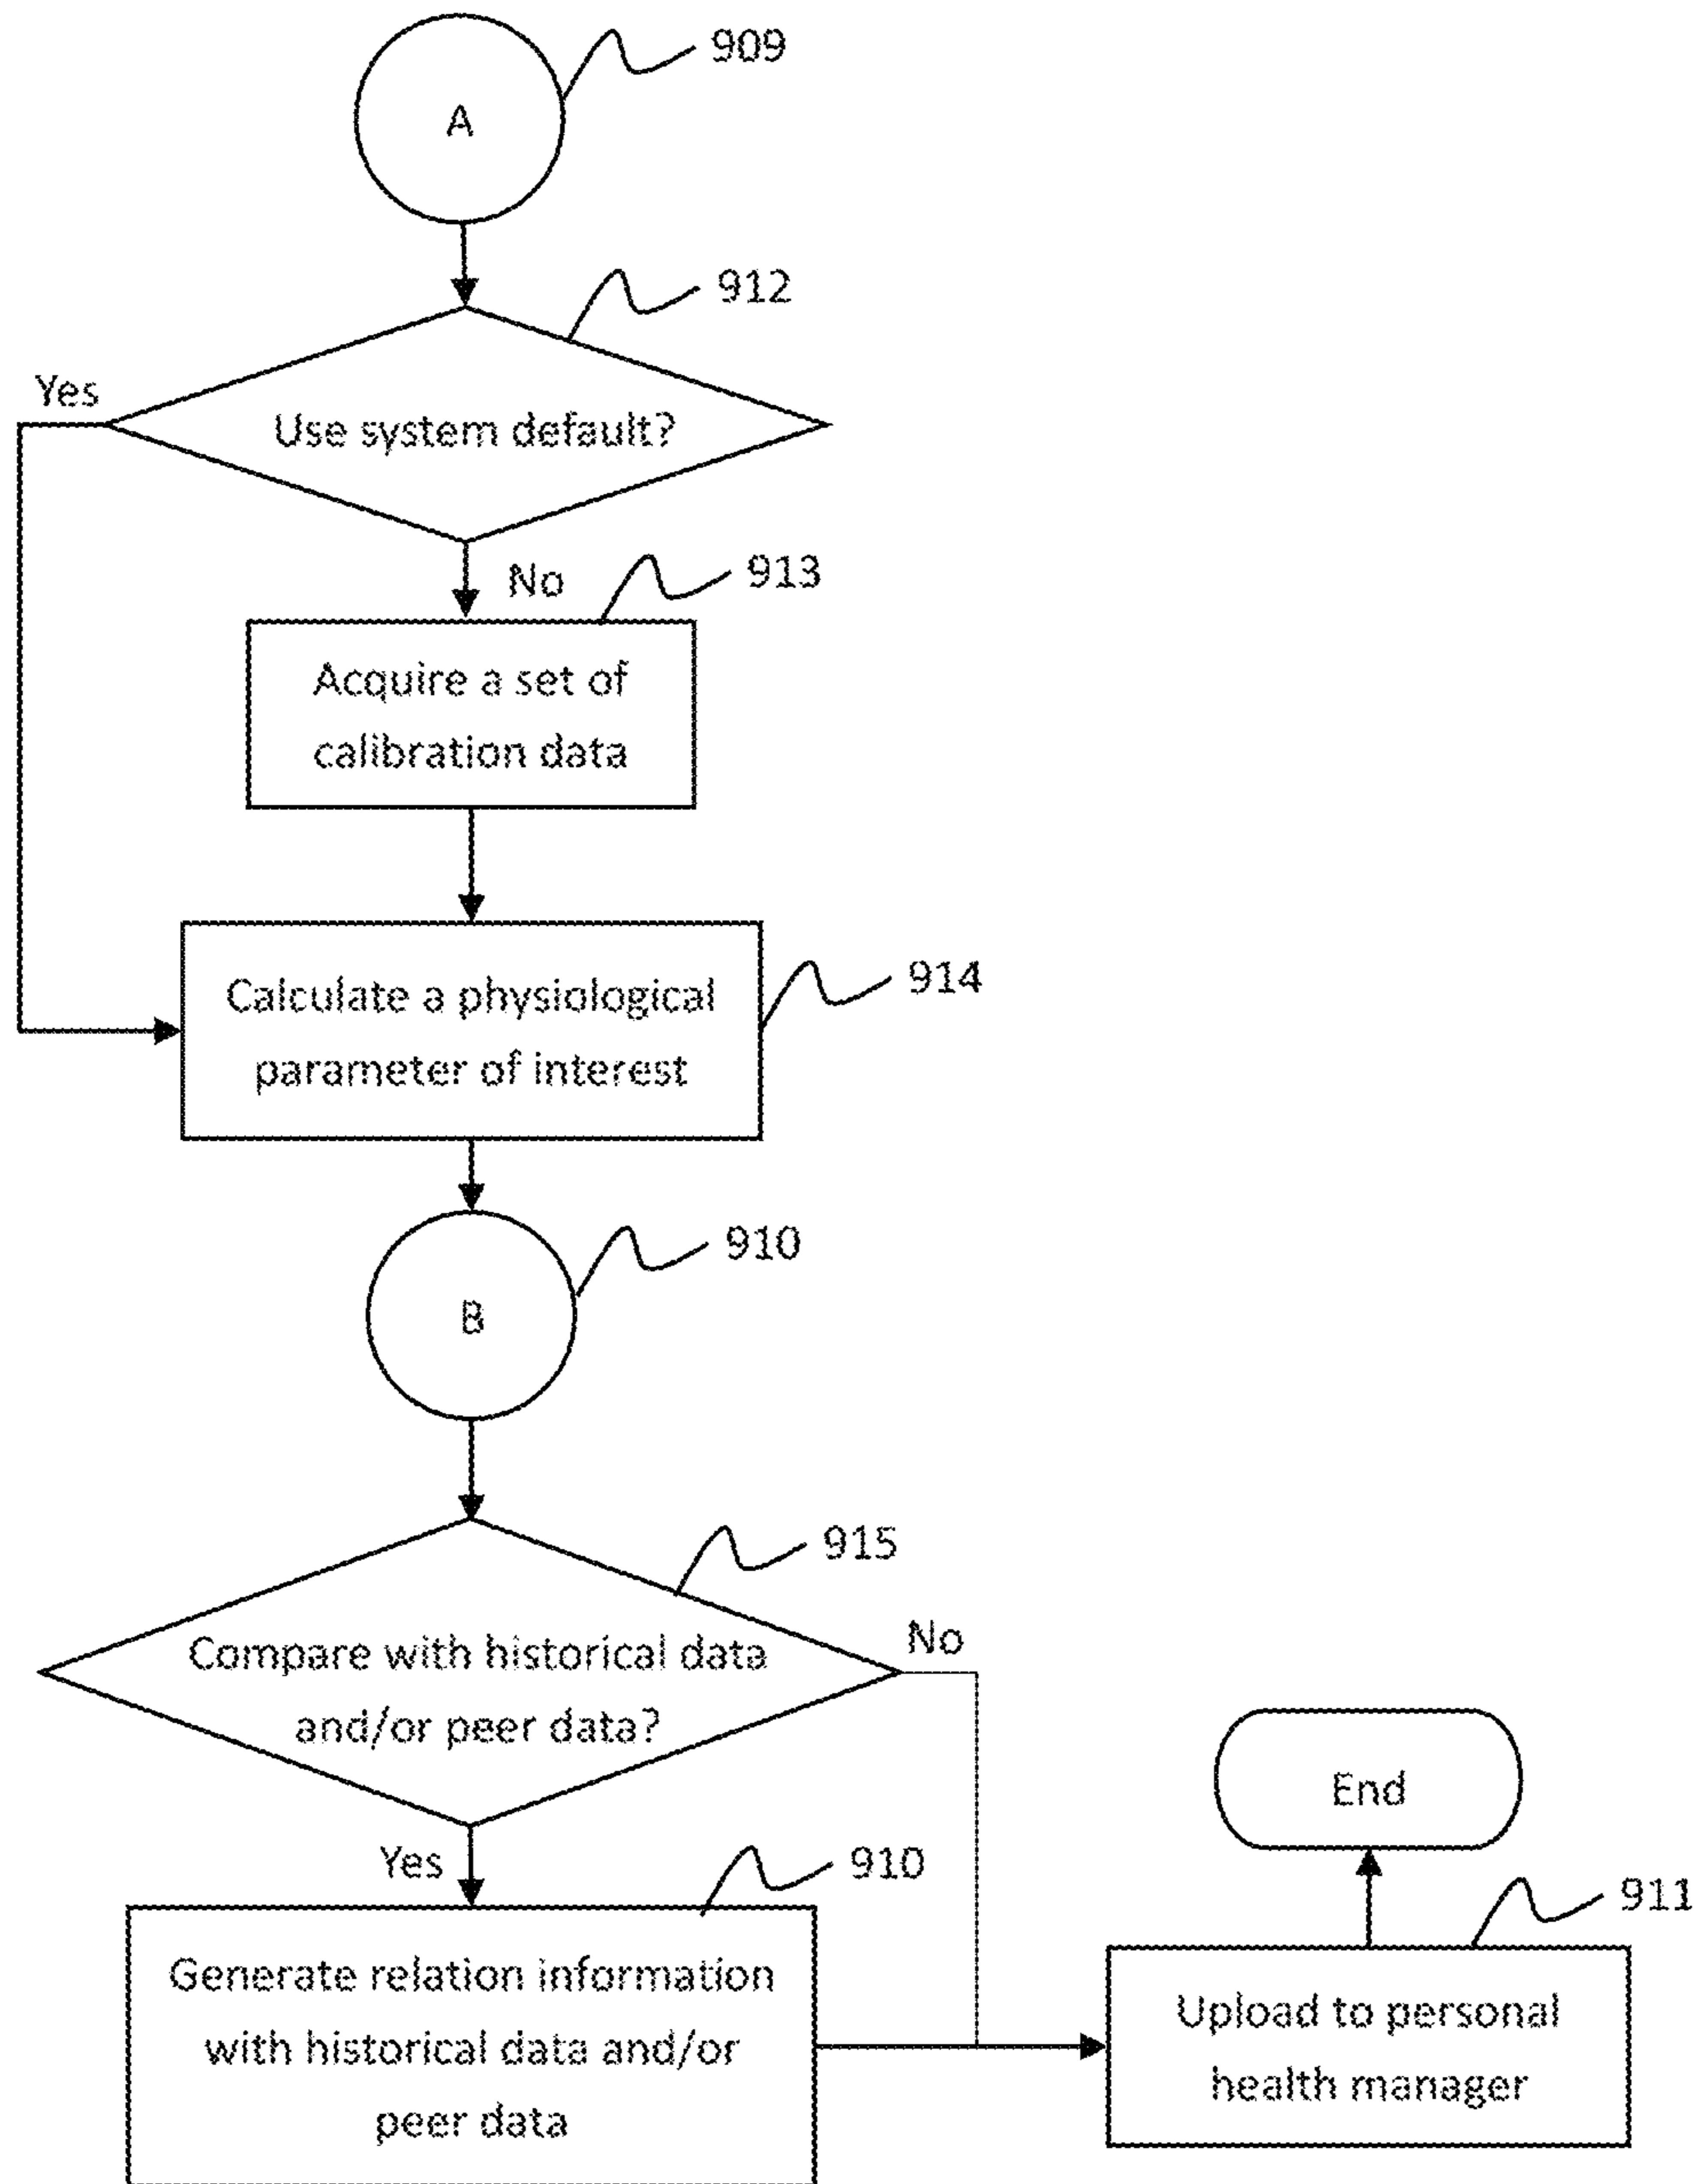 909
A
912
Yes
Use system default?
No
913
Acquire a set of
calibration data
914
Calculate a physiological
parameter of interest
910
B
915
No
Compare with historical data
and/or peer data?
End
Yes
910
911
Generate relation information
with historical data and/or
peer data
Upload to personal
health manager